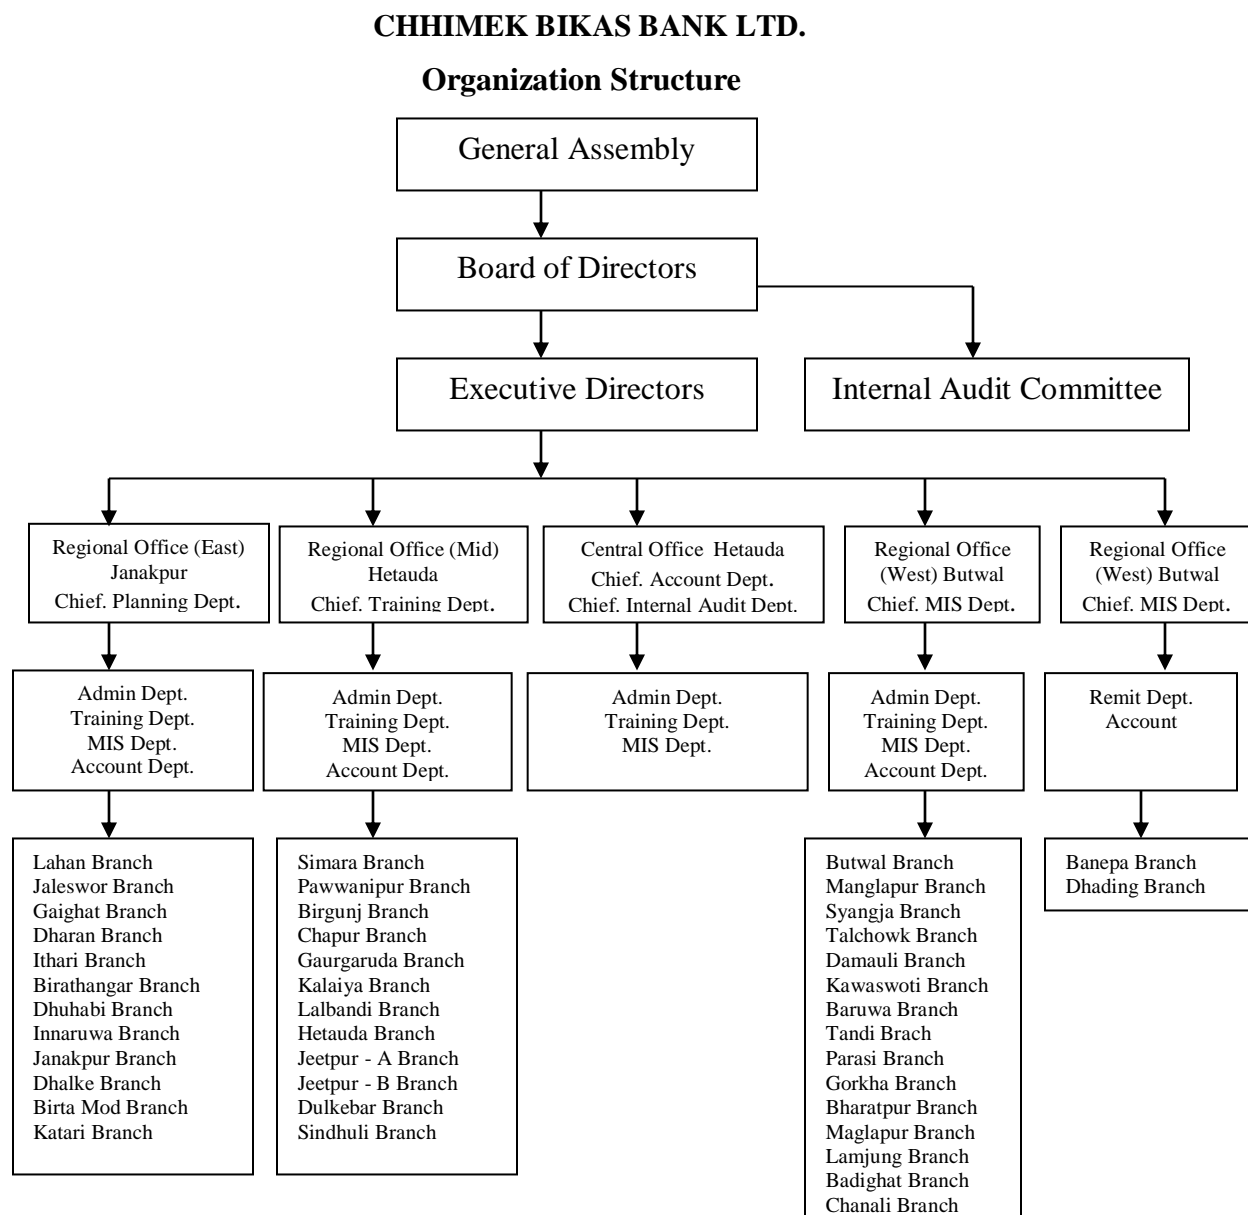 CHHIMEK BIKAS BANK LTD.
Organization Structure
General Assembly
Board of Directors
Executive Directors
Internal Audit Committee
Regional Office (East)
Janakpur
Chief. Planning Dept.
Regional Office (Mid)
Hetauda
Chief. Training Dept.
Central Office Hetauda
Chief. Account Dept.
Chief. Internal Audit Dept.
Regional Office
(West) Butwal
Chief. MIS Dept.
Regional Office
(West) Butwal
Chief. MIS Dept.
Admin Dept.
Training Dept.
MIS Dept.
Account Dept.
Admin Dept.
Training Dept.
MIS Dept.
Account Dept.
Admin Dept.
Training Dept.
MIS Dept.
Admin Dept.
Training Dept.
MIS Dept.
Account Dept.
Remit Dept.
Account
Lahan Branch
Jaleswor Branch
Gaighat Branch
Dharan Branch
Ithari Branch
Birathangar Branch
Dhuhabi Branch
Innaruwa Branch
Janakpur Branch
Dhalke Branch
Birta Mod Branch
Katari Branch
Simara Branch
Pawwanipur Branch
Birgunj Branch
Chapur Branch
Gaurgaruda Branch
Kalaiya Branch
Lalbandi Branch
Hetauda Branch
Jeetpur - A Branch
Jeetpur - B Branch
Dulkebar Branch
Sindhuli Branch
Butwal Branch
Manglapur Branch
Syangja Branch
Talchowk Branch
Damauli Branch
Kawaswoti Branch
Baruwa Branch
Tandi Brach
Parasi Branch
Gorkha Branch
Bharatpur Branch
Maglapur Branch
Lamjung Branch
Badighat Branch
Chanali Branch
Banepa Branch
Dhading Branch